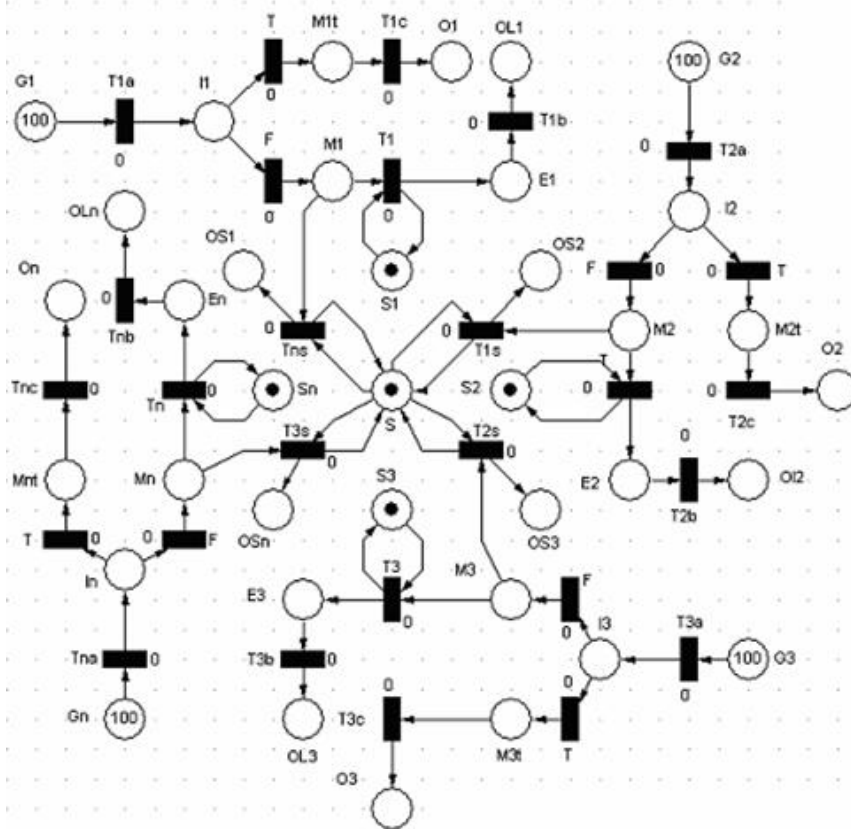 T M1t T1c O1 OL1
G1 T1a I1 G2
100 100
0 0
0 T1b
0 F M1 T1 0 T2a
OLn E1
0 0 I2
On OS1 OS2
S1 F 0 0 T
En
0 0 0 M2 M2t
Tnb Tns T1s
T O2
Tnc 0 Tn 0 Sn S2 0 0
S
T3s T2s T2c
0 0
Mnt Mn S3 E2 OI2
OSn OS3 T2b
T 0 0 F
T3 M3 F
In E3 I3 T3a
0 0
Tna 0 T3b 0 100 G3
0 0 0
Gn 100 T3c
OL3 M3t T
O3